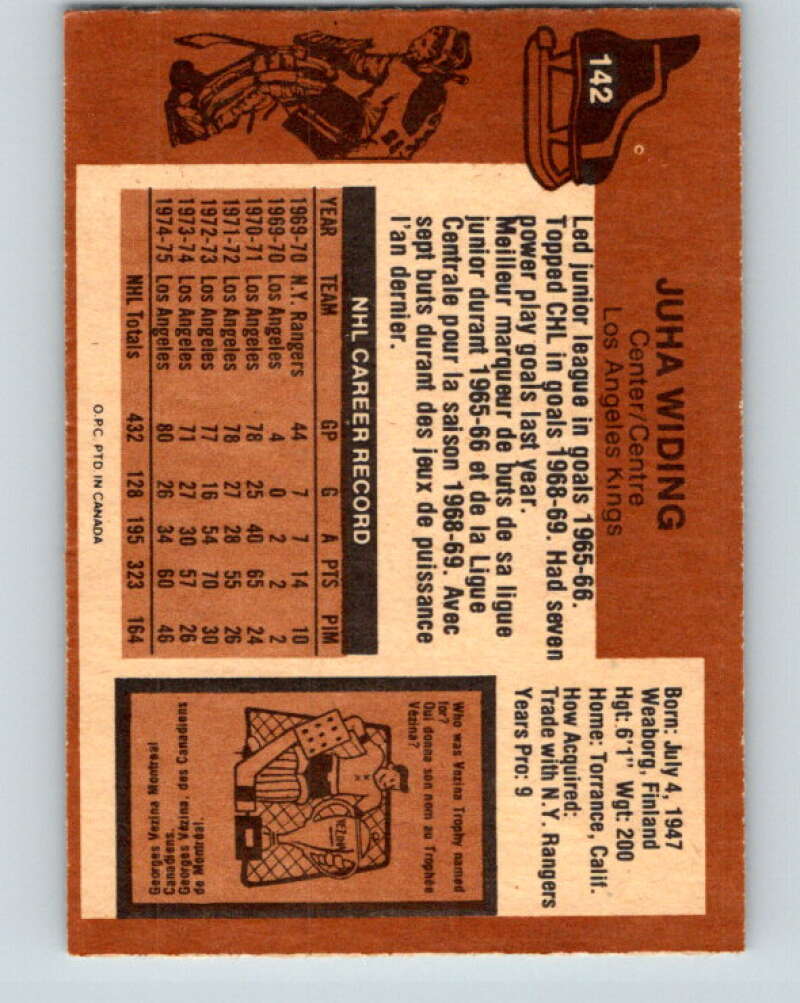 142
JUHA WIDING
Center/Centre
Los Angeles Kings
Born: July 4, 1947
Weaborg, Finland
Hgt: 6'1" Wgt: 200
Home: Torrance, Calif.
How Acquired:
Trade with N.Y. Rangers
Years Pro: 9
Led junior league in goals 1965-66.
Topped CHL in goals 1968-69. Had seven
power play goals last year.
Meilleur marqueur de buts de sa ligue
junior durant 1965-66 et de la Ligue
Centrale pour la saison 1968-69. Avec
sept buts durant des jeux de puissance
l'an dernier.
NHL CAREER RECORD
YEAR TEAM GP G A PTS PIM
1969-70 N.Y. Rangers 44 7 7 14 10
1969-70 Los Angeles 4 0 2 2 2
1970-71 Los Angeles 78 25 40 65 24
1971-72 Los Angeles 78 27 28 55 26
1972-73 Los Angeles 77 16 54 70 30
1973-74 Los Angeles 71 27 30 57 26
1974-75 Los Angeles 80 26 34 60 46
NHL Totals 432 128 195 323 164
Who was Vezina Trophy named
for?
Qui donna son nom au Trophée
Vézina?
Georges Vezina Montreal
Canadiens.
Georges Vézina, des Canadiens
de Montréal.
O.P.C. PTD IN CANADA